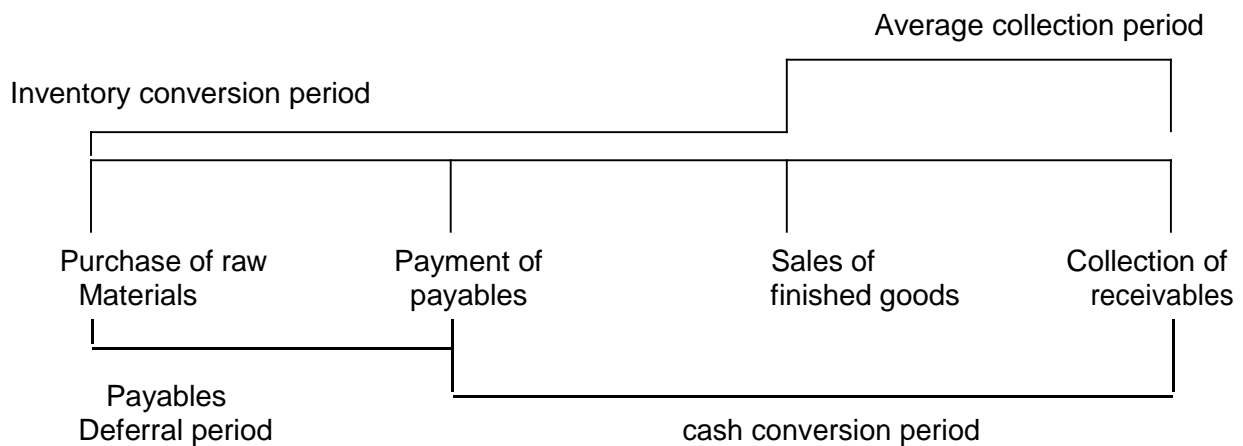 Average collection period
Inventory conversion period
Purchase of raw
Materials
Payment of
payables
Sales of
finished goods
Collection of
receivables
Payables
Deferral period
cash conversion period